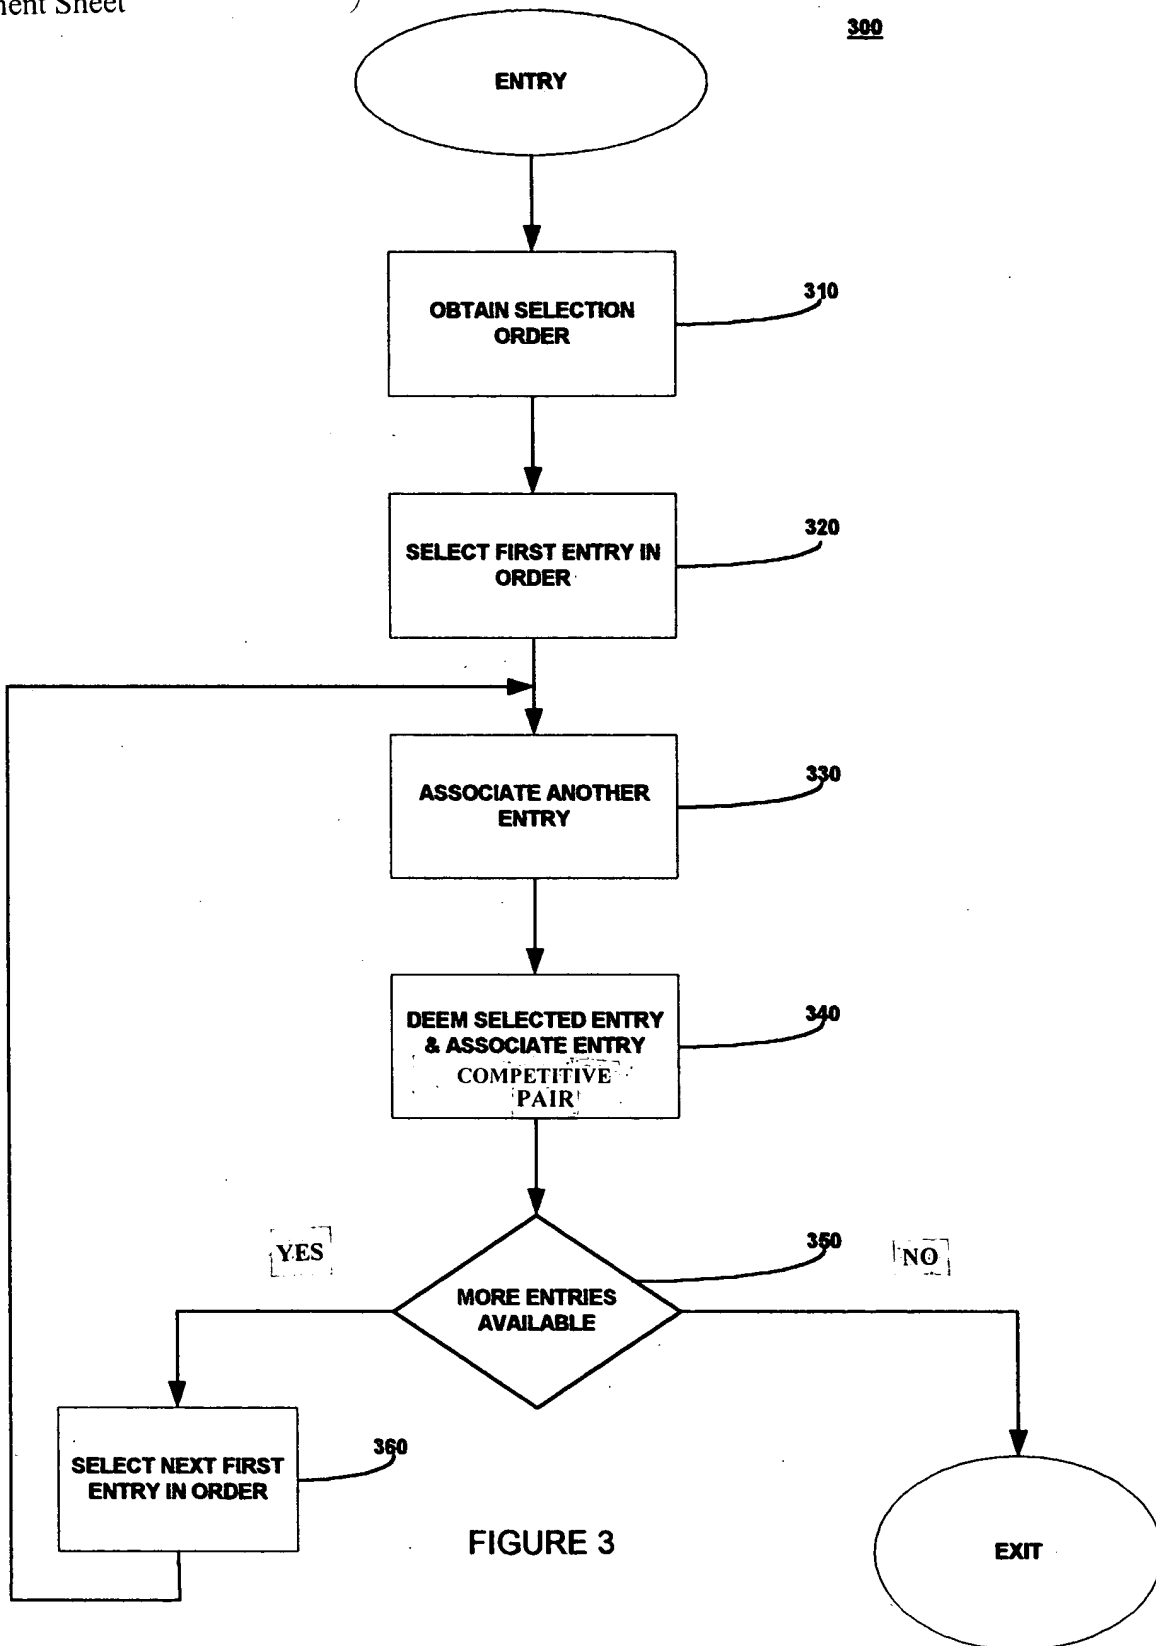 Sheet
300
ENTRY
310
OBTAIN SELECTION
ORDER
320
SELECT FIRST ENTRY IN
ORDER
330
ASSOCIATE ANOTHER
ENTRY
340
DEEM SELECTED ENTRY
& ASSOCIATE ENTRY
COMPETITIVE
PAIR
350
YES
NO
MORE ENTRIES
AVAILABLE
360
SELECT NEXT FIRST
ENTRY IN ORDER
FIGURE 3
EXIT